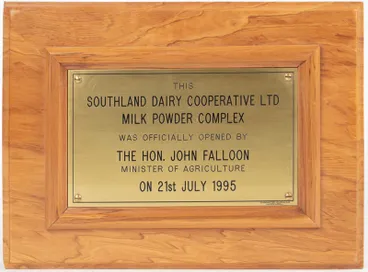 THIS
SOUTHLAND DAIRY COOPERATIVE LTD
MILK POWDER COMPLEX
WAS OFFICIALLY OPENED BY
THE HON. JOHN FALLOON
MINISTER OF AGRICULTURE
ON 21st JULY 1995